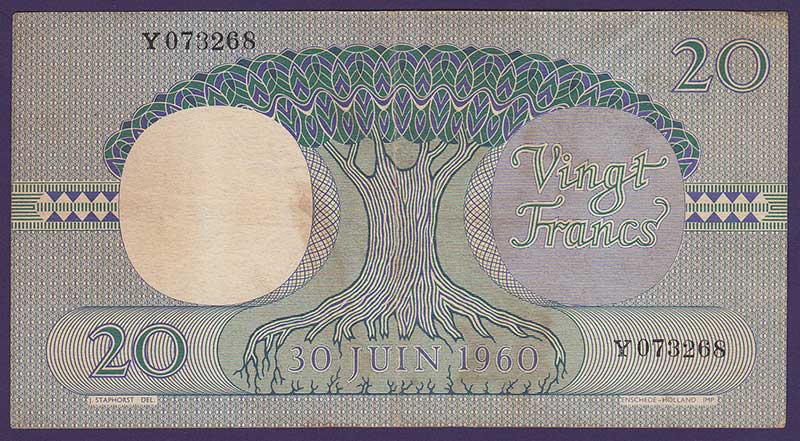 Y073268
20
Vingt
Francs
20
30 JUIN 1960
Y073268
J. STAPHORST DEL.
ENSCHEDE-HOLLAND IMP